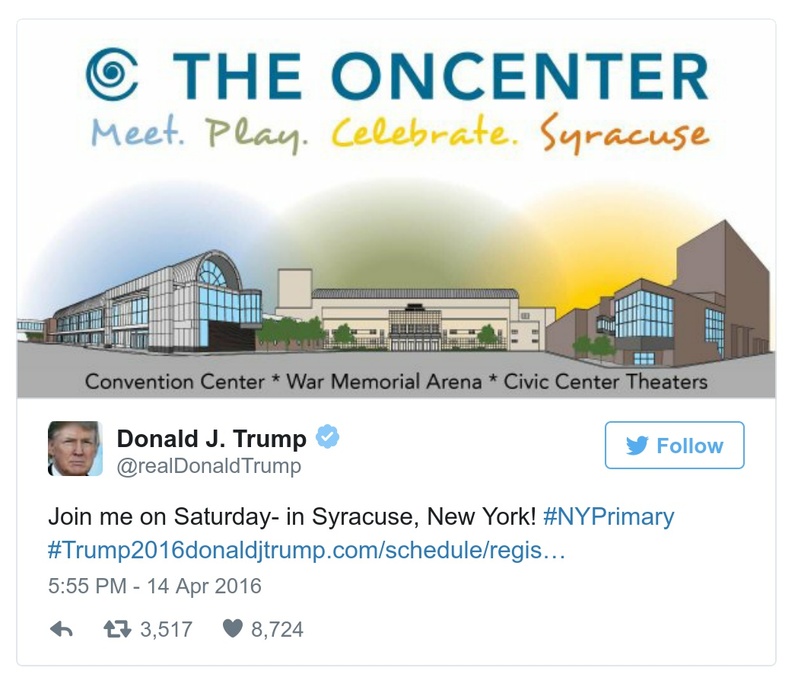 THE ONCENTER
Meet. Play. Celebrate. Syracuse
Convention Center * War Memorial Arena * Civic Center Theaters
Donald J. Trump
Follow
@realDonaldTrump
Join me on Saturday- in Syracuse, New York! #NYPrimary
#Trump2016donaldjtrump.com/schedule/regis…
5:55 PM - 14 Apr 2016
3,517 8,724